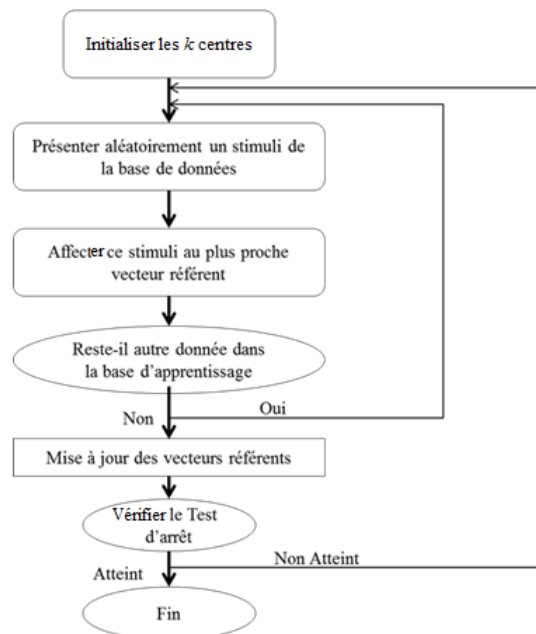 Initialiser les k centres
Présenter aléatoirement un stimuli de
la base de données
Affecter ce stimuli au plus proche
vecteur référent
Reste-il autre donnée dans
la base d'apprentissage
Non
Oui
Mise à jour des vecteurs référents
Vérifier le Test
d'arrêt
Atteint
Non Atteint
Fin